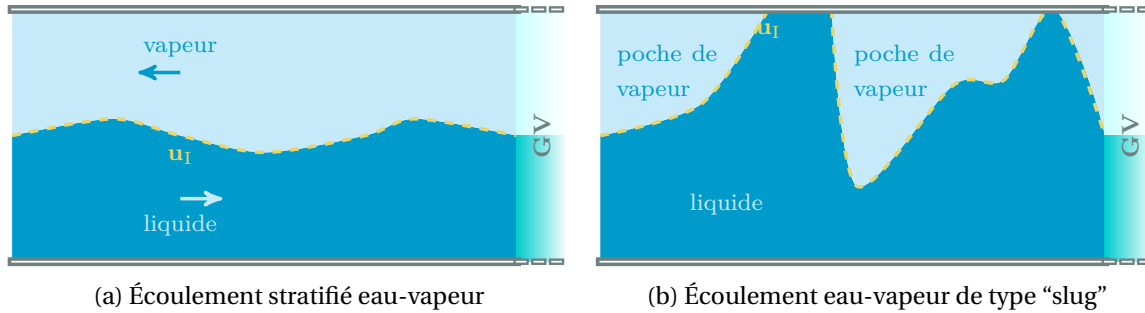 vapeur
u_I
liquide
GV
u_I
poche de
vapeur
poche de
vapeur
liquide
GV
(a) Écoulement stratifié eau-vapeur
(b) Écoulement eau-vapeur de type “slug”